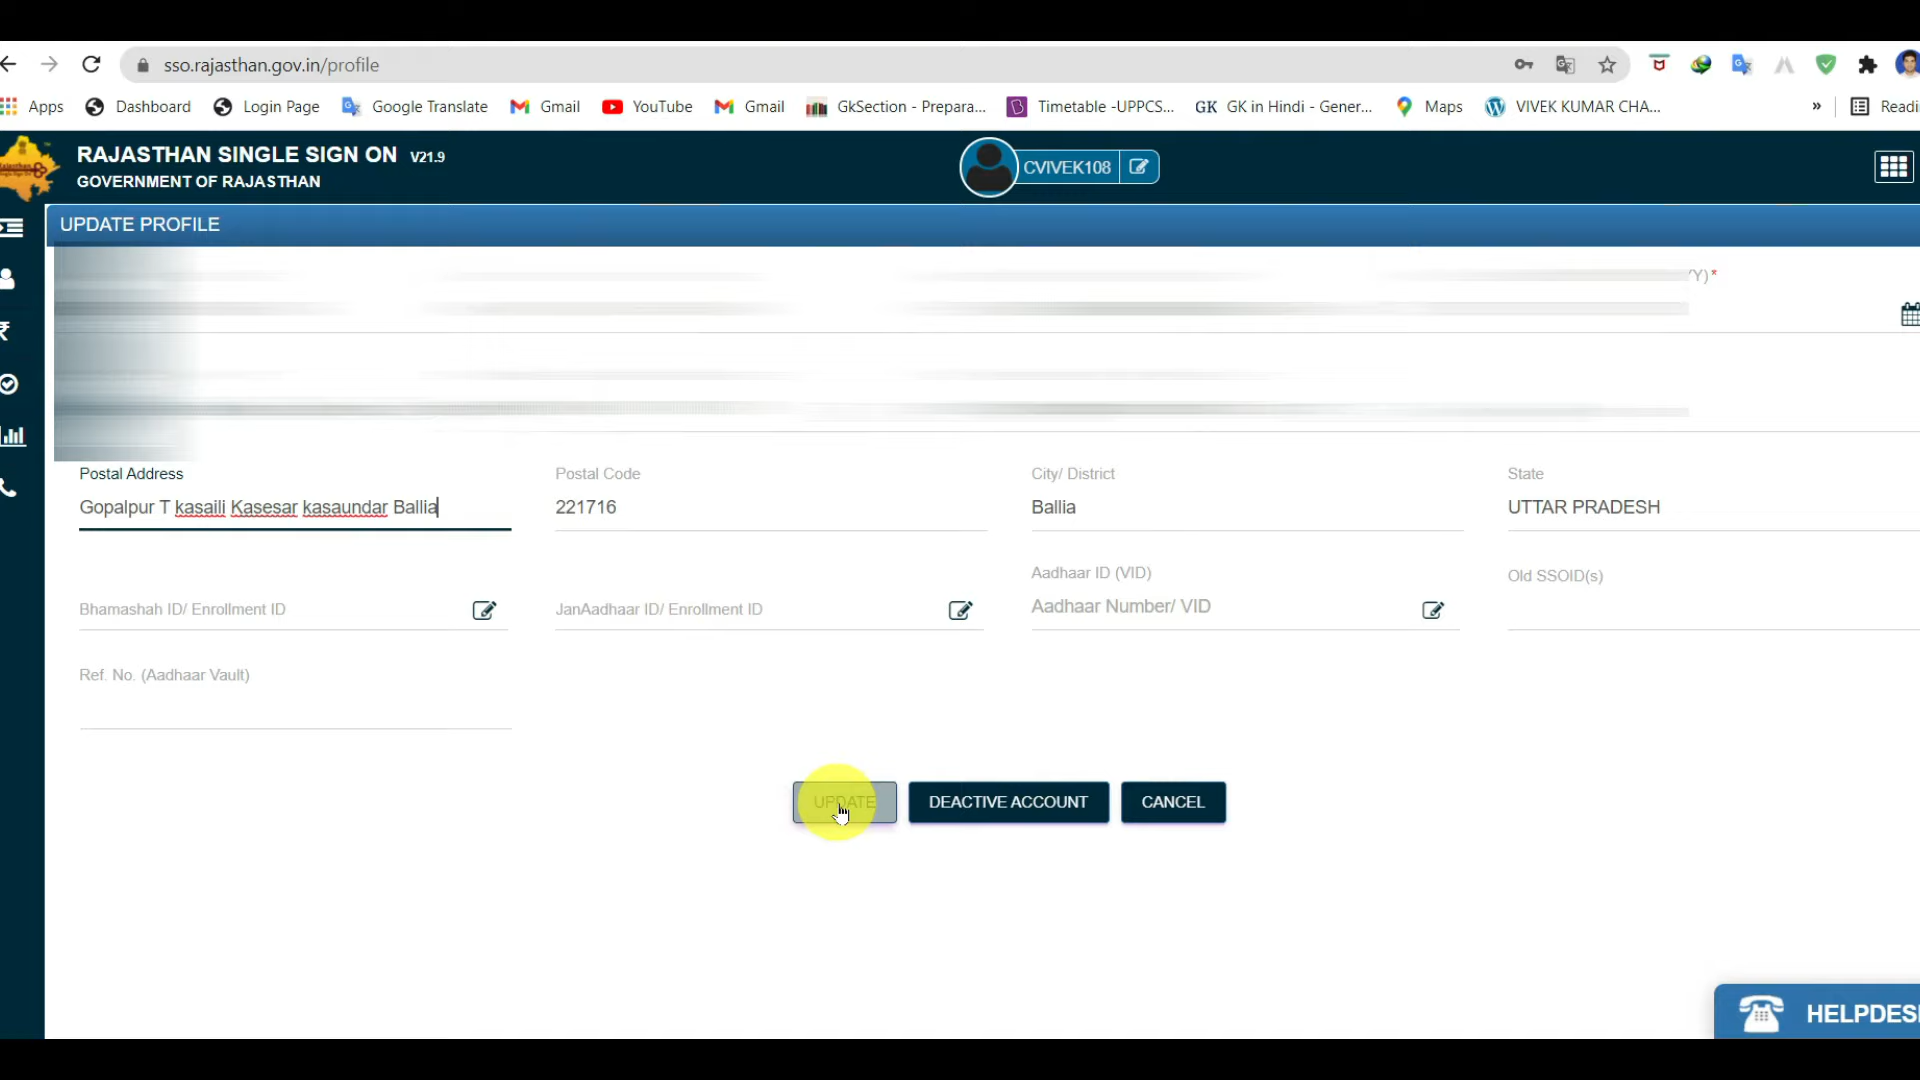 sso.rajasthan.gov.in/profile
Apps Dashboard Login Page Google Translate Gmail YouTube Gmail GkSection - Prepara... Timetable -UPPCS... GK GK in Hindi - Gener... Maps VIVEK KUMAR CHA... » Readi
RAJASTHAN SINGLE SIGN ON V21.9
GOVERNMENT OF RAJASTHAN
CVIVEK108
UPDATE PROFILE
YY)*
Postal Address Postal Code City/ District State
Gopalpur T kasaili Kasesar kasaundar Ballia 221716 Ballia UTTAR PRADESH
Aadhaar ID (VID) Old SSOID(s)
Bhamashah ID/ Enrollment ID JanAadhaar ID/ Enrollment ID Aadhaar Number/ VID
Ref. No. (Aadhaar Vault)
UPDATE DEACTIVE ACCOUNT CANCEL
HELPDES